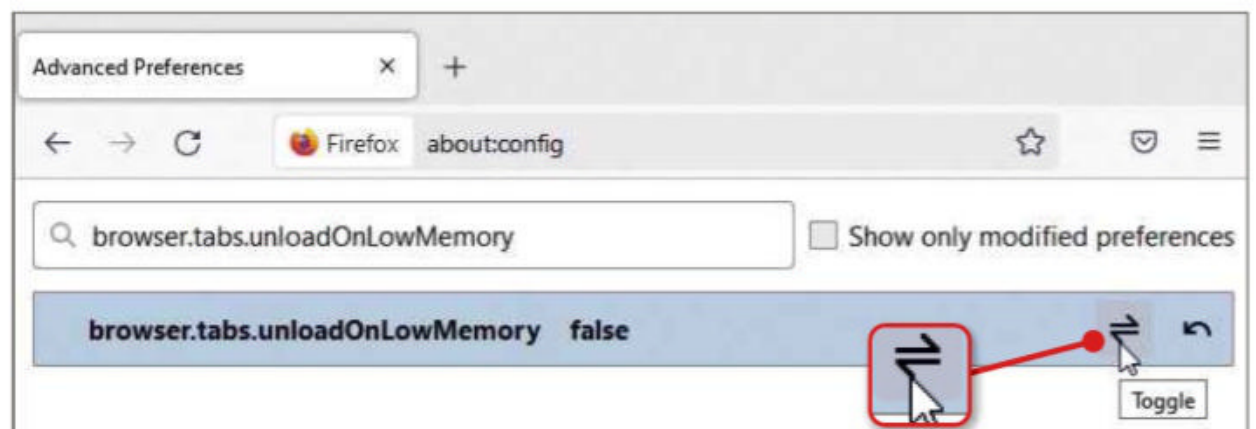 Advanced Preferences
Firefox about:config
browser.tabs.unloadOnLowMemory
Show only modified preferences
browser.tabs.unloadOnLowMemory false
Toggle